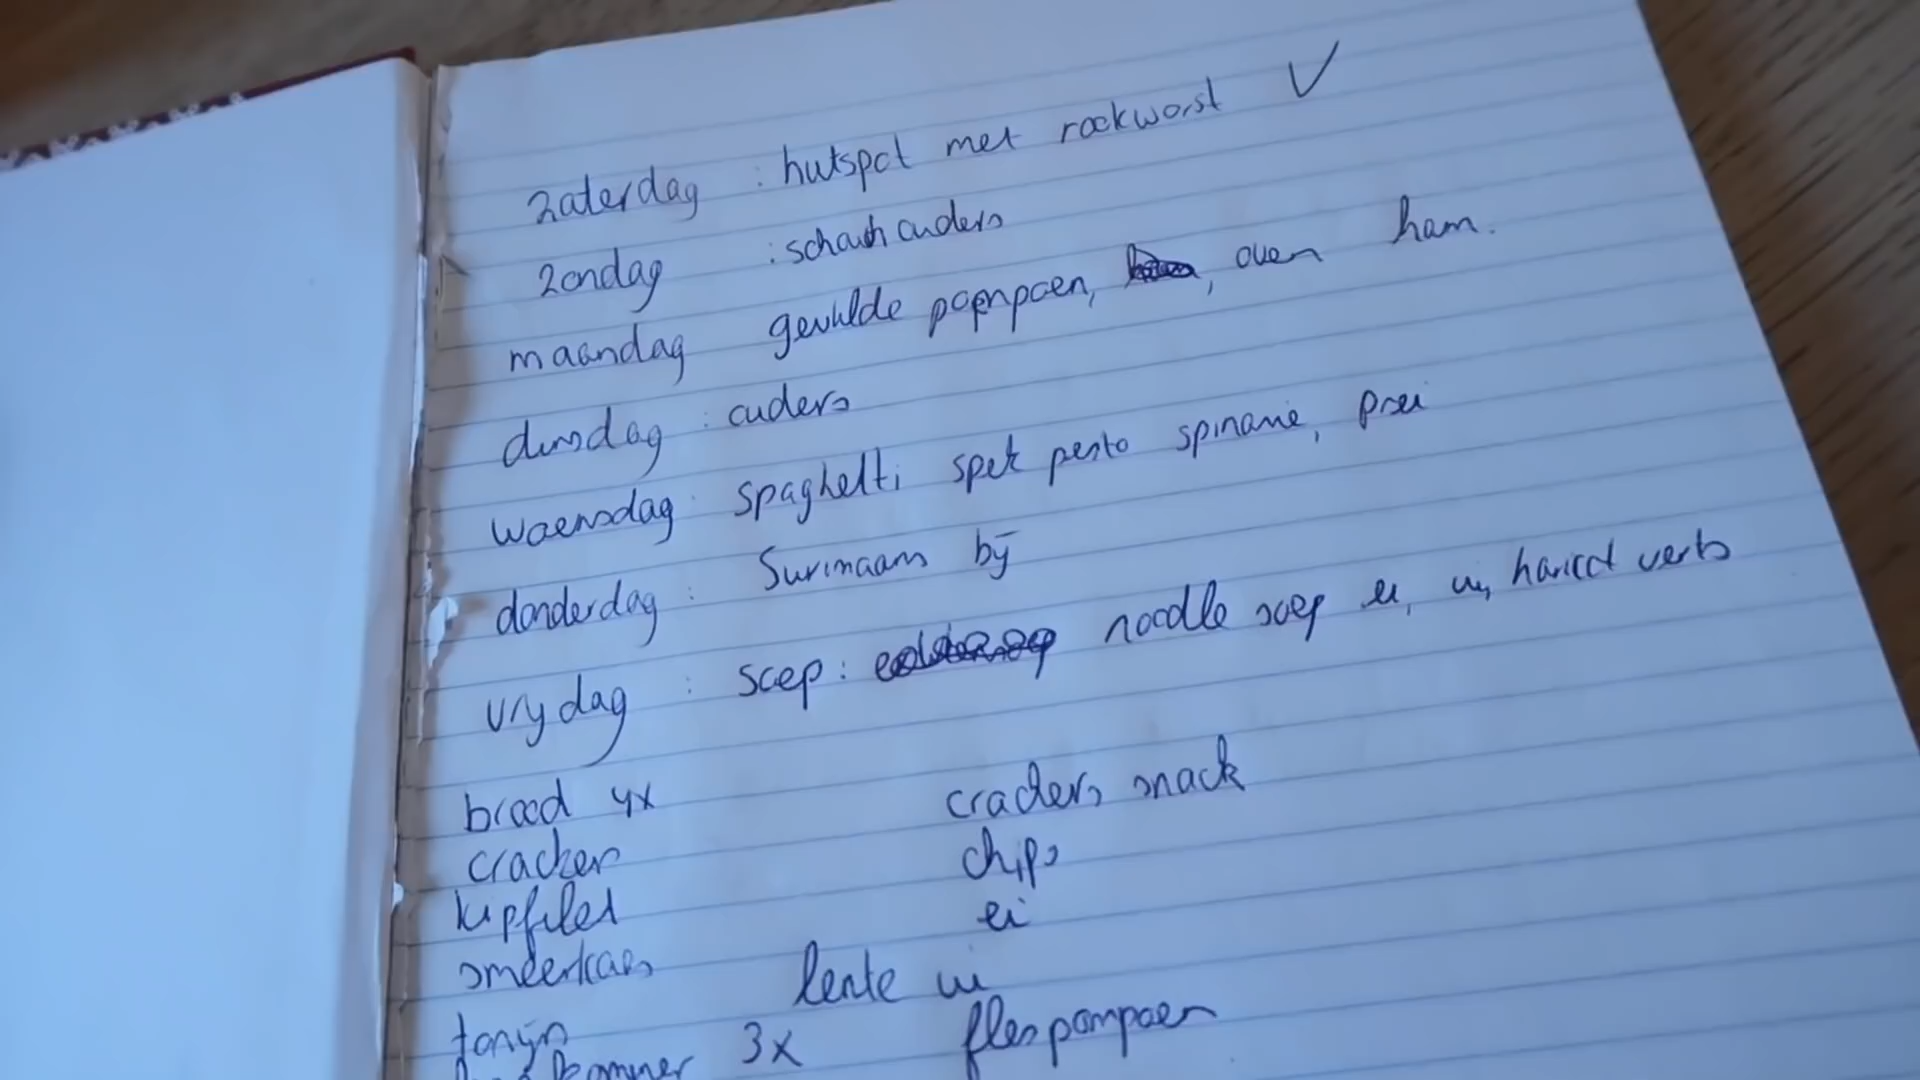 zaterdag : hutspot met rookworst V
zondag : schoonouders
maandag gevulde pompoen, , oven ham.
dinsdag : ouders
woensdag : spaghetti spek pesto spinazie, prei
donderdag : Surinaams bij
vrijdag : soep : noodle soep ei, ui, haricot verts
brood 4x crackers snack
cracker chips
kipfilet ei
smeerkaas lente ui
tonijn 3x flespompoen